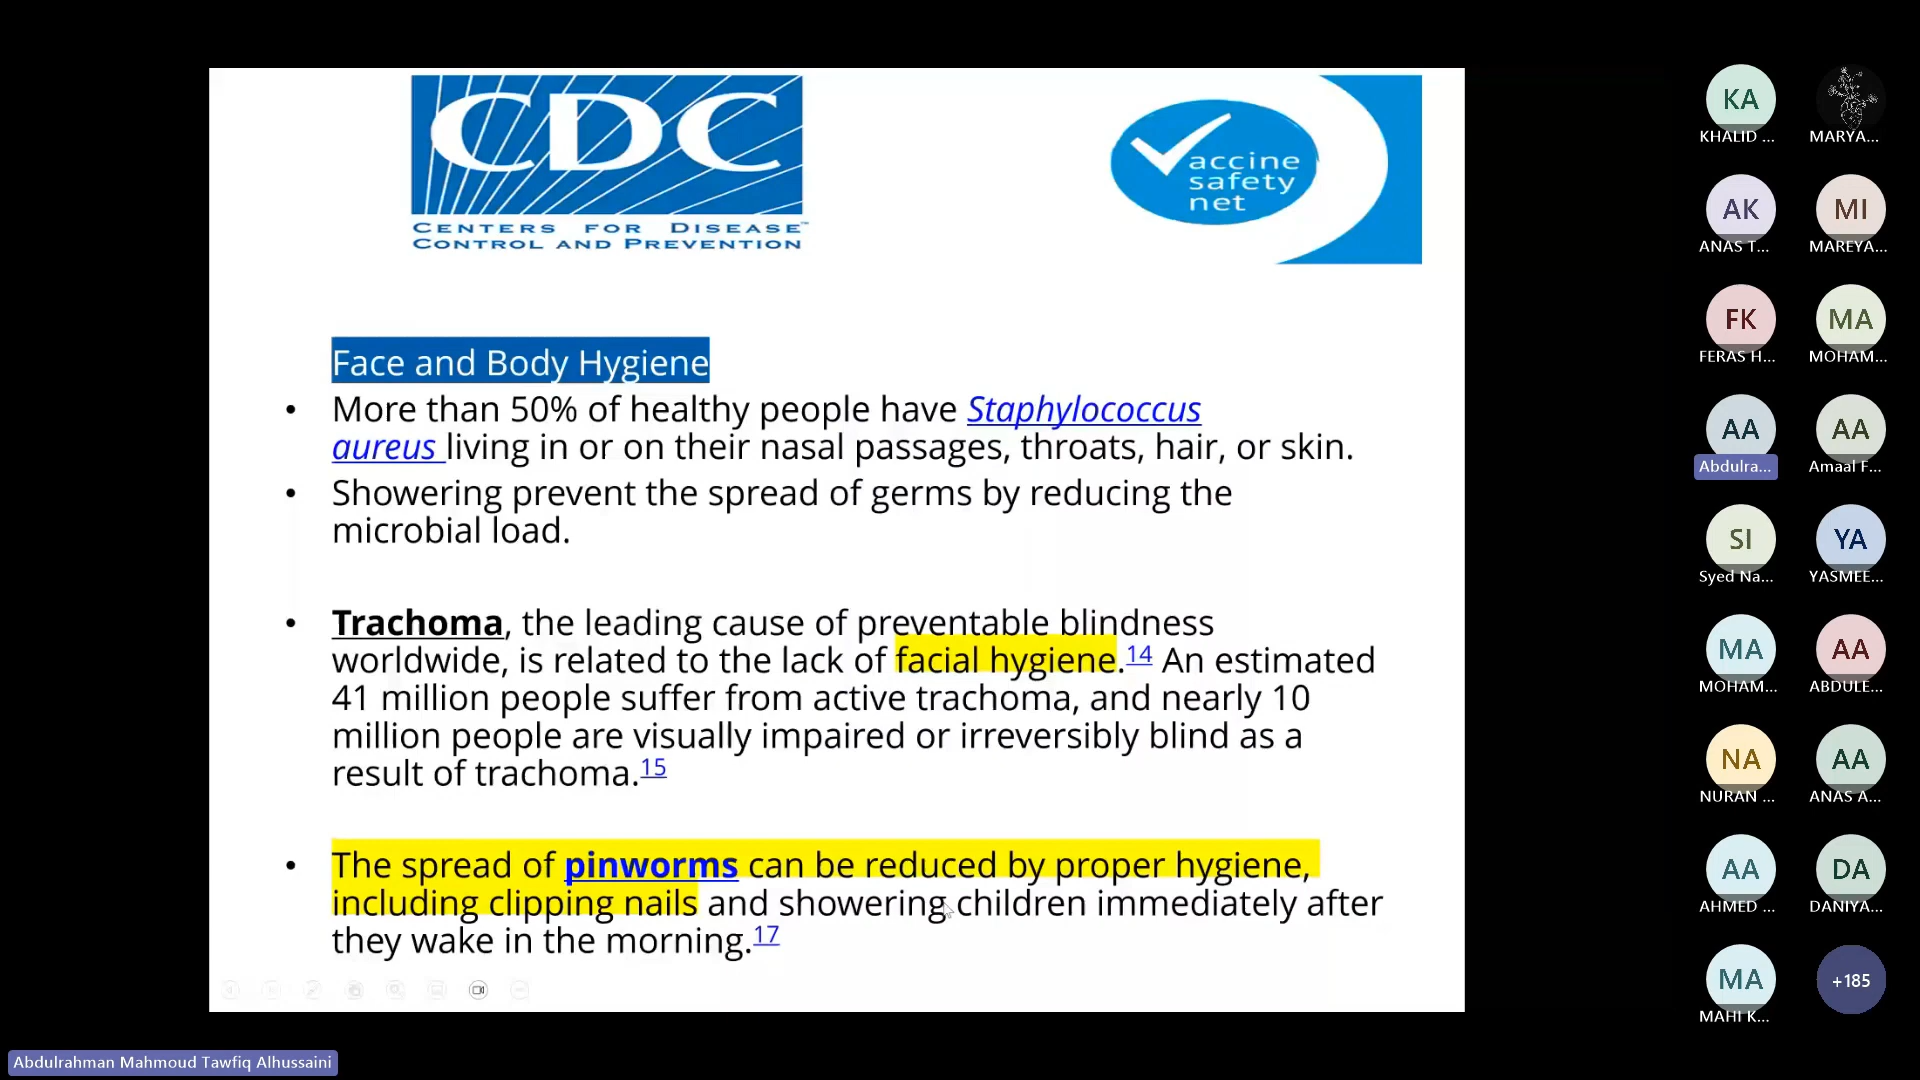 CDC
CENTERS FOR DISEASE™
CONTROL AND PREVENTION
accine
safety
net
Face and Body Hygiene
• More than 50% of healthy people have Staphylococcus
aureus living in or on their nasal passages, throats, hair, or skin.
• Showering prevent the spread of germs by reducing the
microbial load.
• Trachoma, the leading cause of preventable blindness
worldwide, is related to the lack of facial hygiene.14 An estimated
41 million people suffer from active trachoma, and nearly 10
million people are visually impaired or irreversibly blind as a
result of trachoma.15
• The spread of pinworms can be reduced by proper hygiene,
including clipping nails and showering children immediately after
they wake in the morning.17
KA
KHALID ...
MARYA...
AK
ANAS T...
MI
MAREYA...
FK
FERAS H...
MA
MOHAM...
AA
Abdulra...
AA
Amaal F...
SI
Syed Na...
YA
YASMEE...
MA
MOHAM...
AA
ABDULE...
NA
NURAN ...
AA
ANAS A...
AA
AHMED ...
DA
DANIYA...
MA
MAHI K...
+185
Abdulrahman Mahmoud Tawfiq Alhussaini